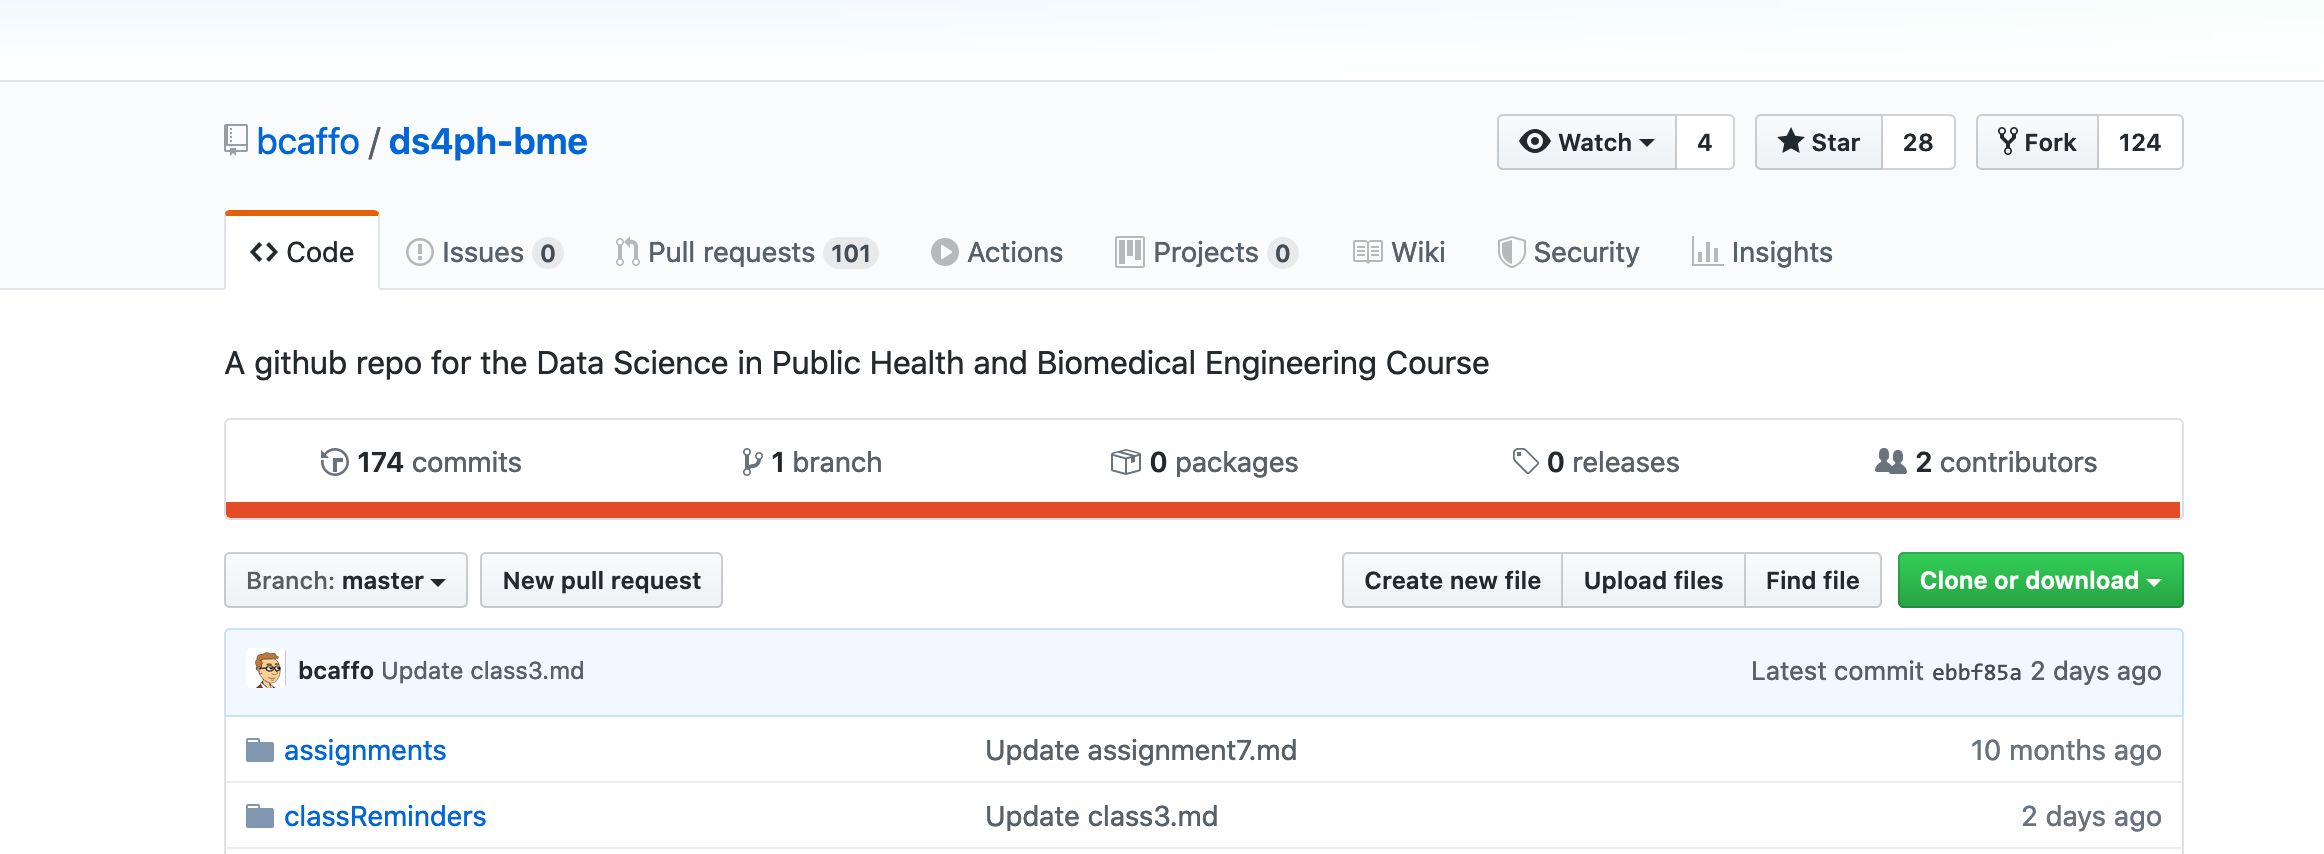 bcaffo / ds4ph-bme
Watch 4 Star 28 Fork 124
Code Issues 0 Pull requests 101 Actions Projects 0 Wiki Security Insights
A github repo for the Data Science in Public Health and Biomedical Engineering Course
174 commits 1 branch 0 packages 0 releases 2 contributors
Branch: master New pull request Create new file Upload files Find file Clone or download
bcaffo Update class3.md Latest commit ebbf85a 2 days ago
assignments Update assignment7.md 10 months ago
classReminders Update class3.md 2 days ago